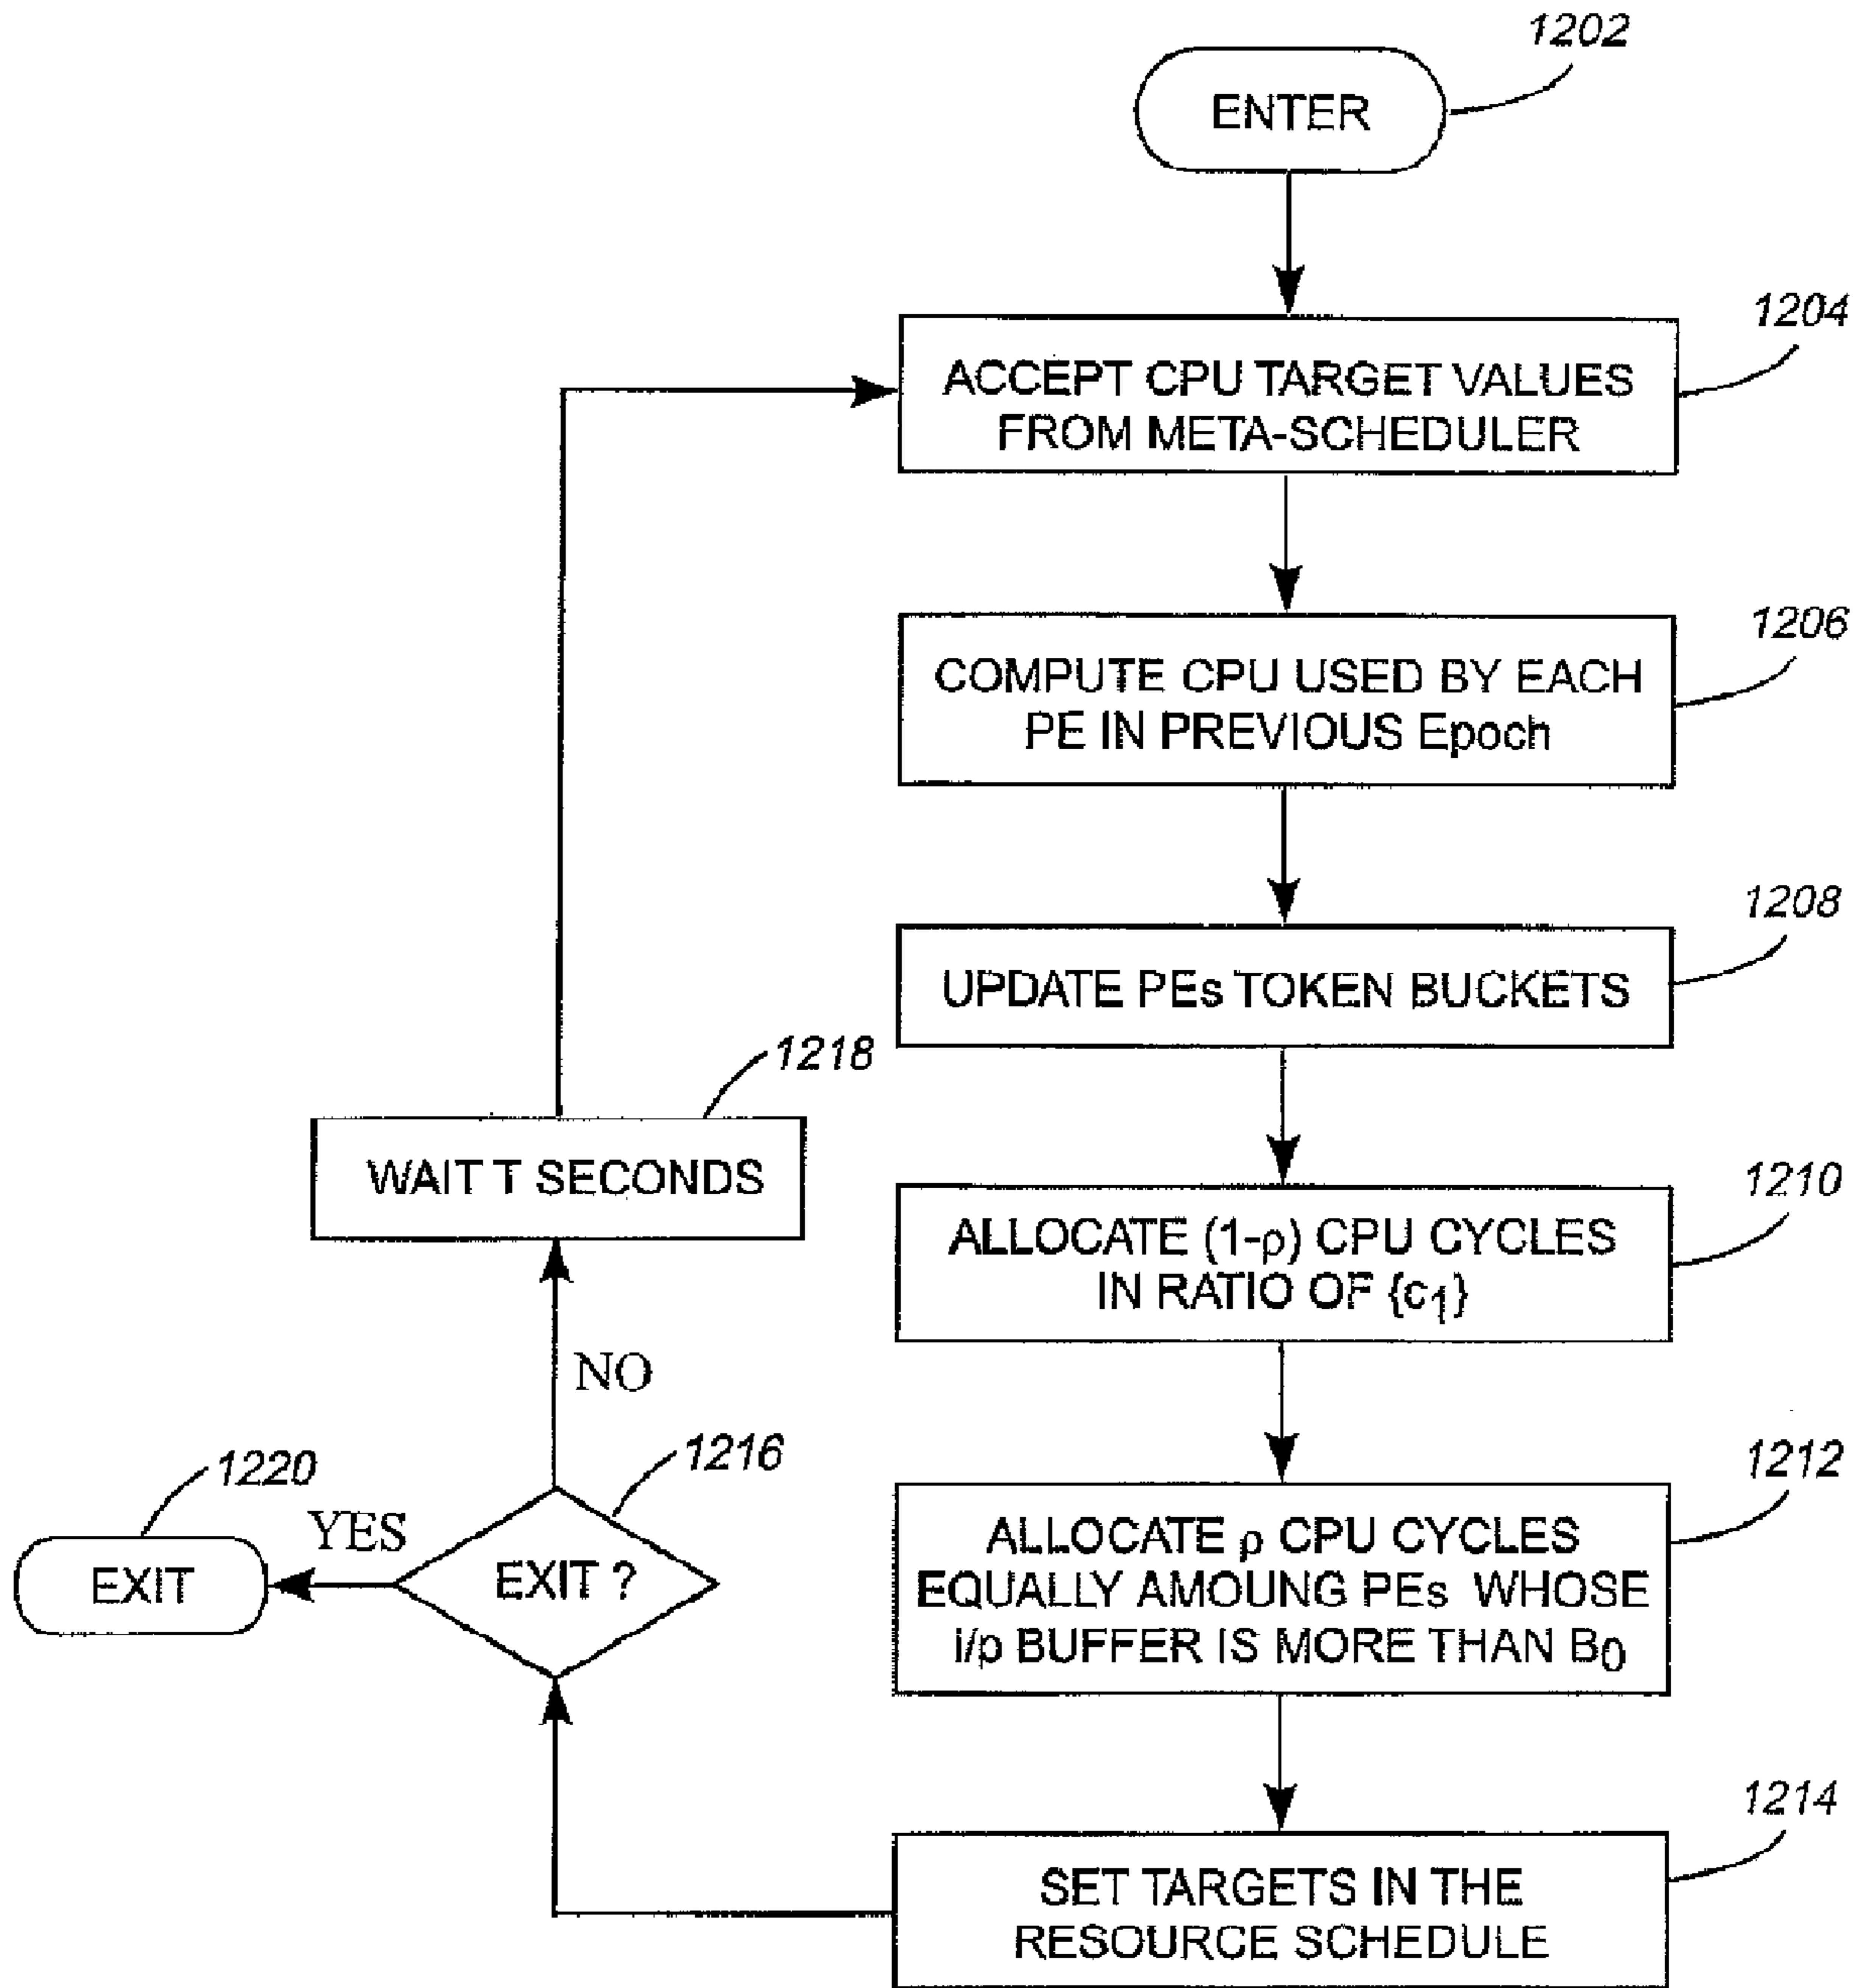 1202
ENTER
1204
ACCEPT CPU TARGET VALUES
FROM META-SCHEDULER
1206
COMPUTE CPU USED BY EACH
PE IN PREVIOUS Epoch
1208
UPDATE PEs TOKEN BUCKETS
1218
WAIT T SECONDS
1210
ALLOCATE (1-ρ) CPU CYCLES
IN RATIO OF {c1}
NO
1212
ALLOCATE ρ CPU CYCLES
EQUALLY AMOUNG PEs WHOSE
i/p BUFFER IS MORE THAN B0
1216
EXIT ?
YES
1220
EXIT
1214
SET TARGETS IN THE
RESOURCE SCHEDULE